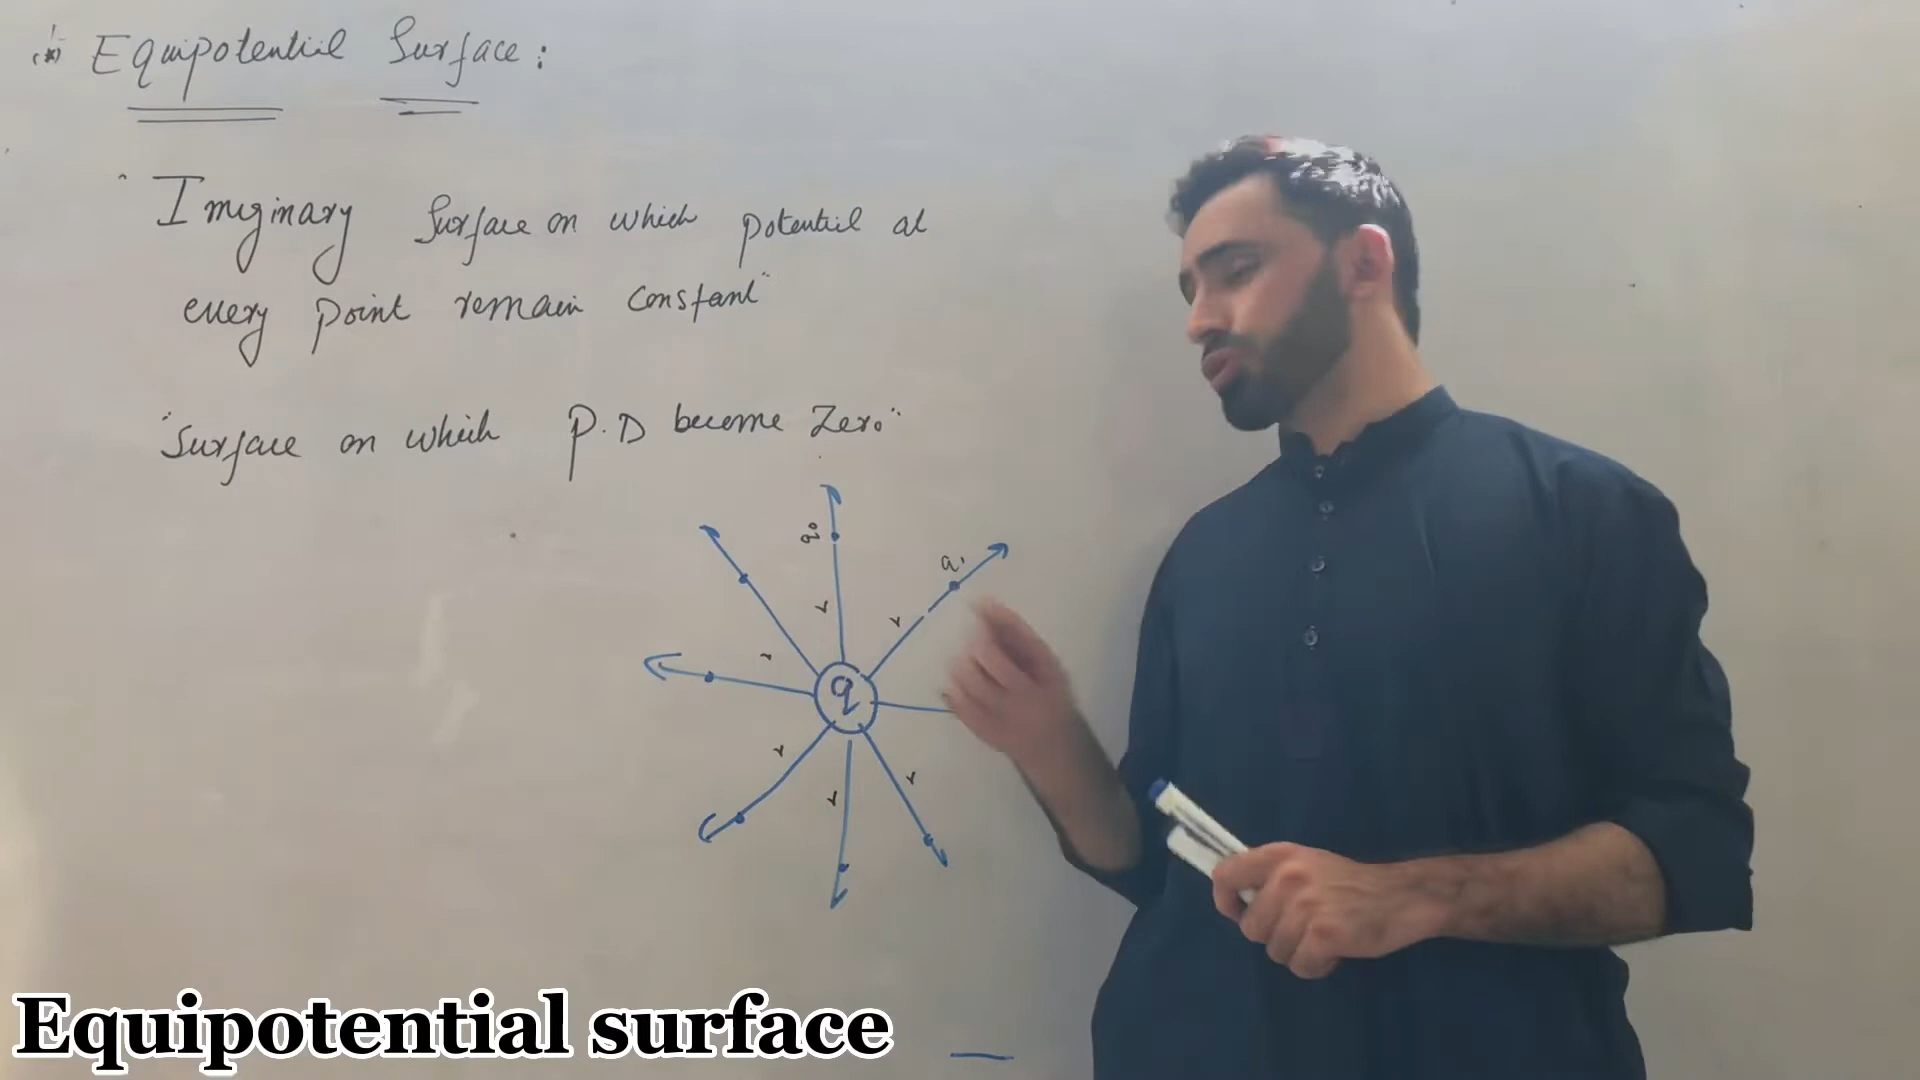 (*) Equipotential Surface:
"Imaginary Surface on which potential at
every point remain constant"
"Surface on which P.D become Zero"
q₀
a'
r
r
r
q
r
r
r
Equipotential surface